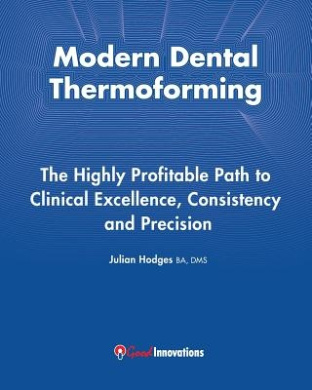 Modern Dental
Thermoforming
The Highly Profitable Path to
Clinical Excellence, Consistency
and Precision
Julian Hodges BA, DMS
Good Innovations